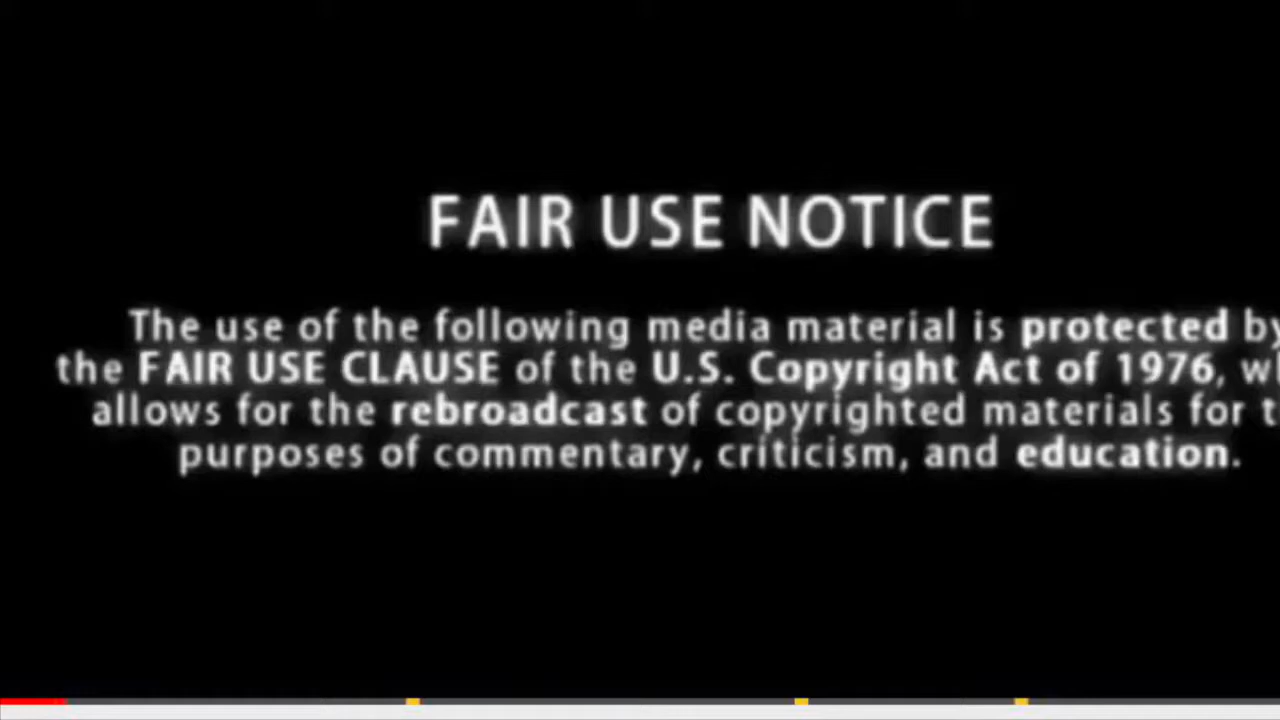 FAIR USE NOTICE
The use of the following media material is protected by
the FAIR USE CLAUSE of the U.S. Copyright Act of 1976,
allows for the rebroadcast of copyrighted materials for
purposes of commentary, criticism, and education.